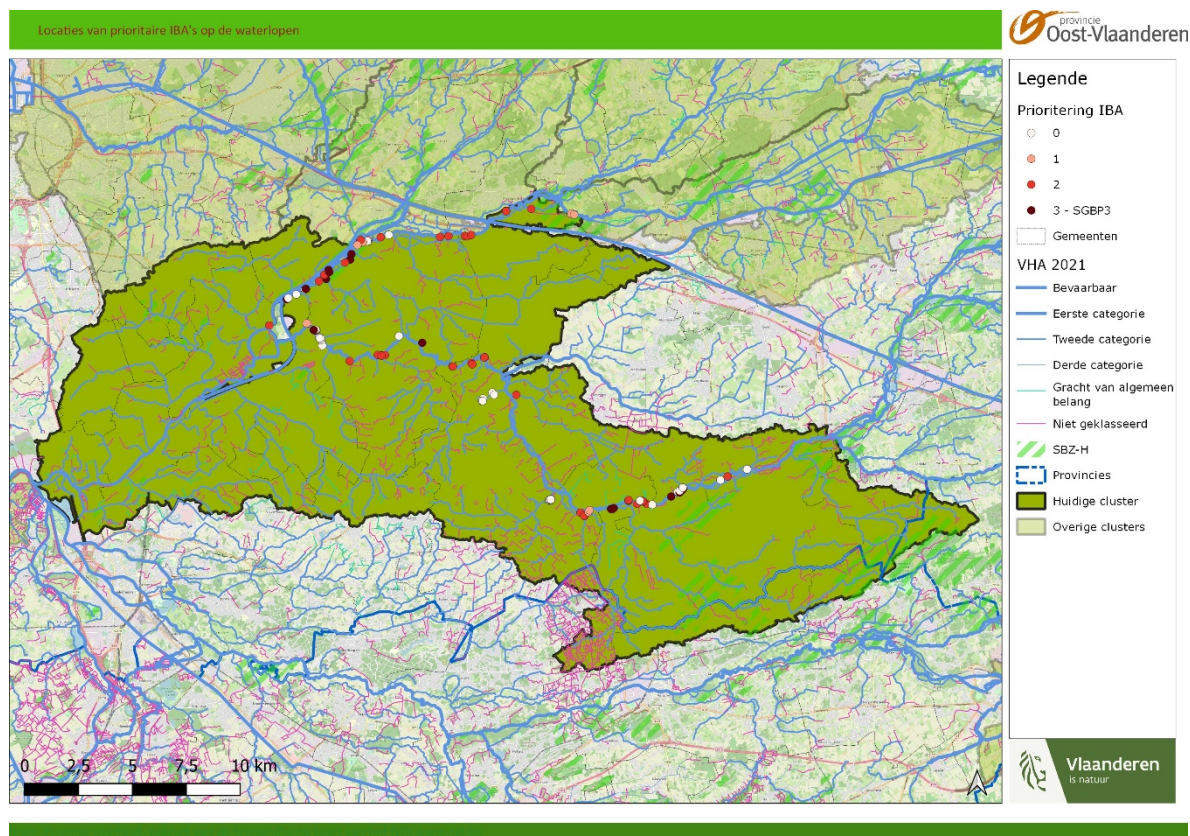 Locaties van prioritaire IBA's op de waterlopen
provincie
Oost-Vlaanderen
Legende
Prioritering IBA
0
1
2
3 - SGBP3
Gemeenten
VHA 2021
Bevaarbaar
Eerste categorie
Tweede categorie
Derde categorie
Gracht van algemeen
belang
Niet geklasseerd
SBZ-H
Provincies
Huidige cluster
Overige clusters
0 2,5 5 7,5 10 km
Vlaanderen
is natuur